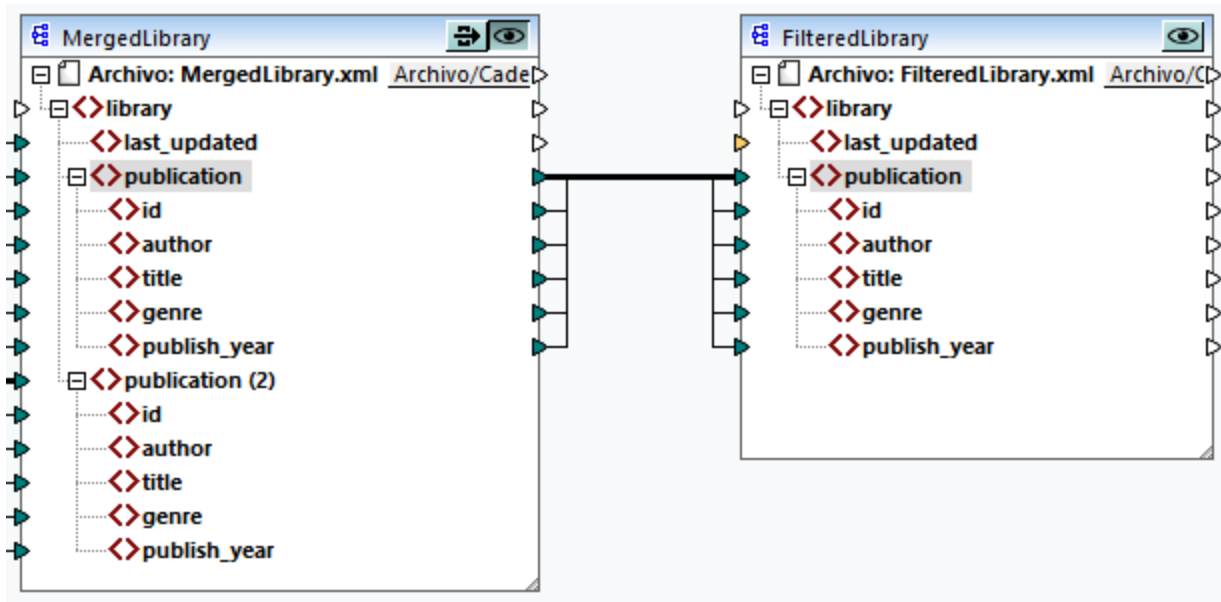 MergedLibrary
Archivo: MergedLibrary.xml Archivo/Cade
library
last_updated
publication
id
author
title
genre
publish_year
publication (2)
id
author
title
genre
publish_year
FilteredLibrary
Archivo: FilteredLibrary.xml Archivo/C
library
last_updated
publication
id
author
title
genre
publish_year